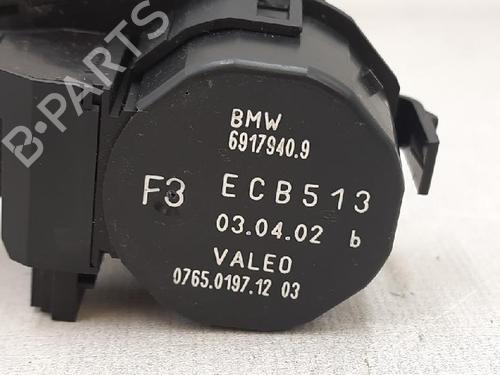 B-PARTS
BMW
6917940.9
F3 ECB513
03.04.02 b
VALEO
0765.0197.12 03